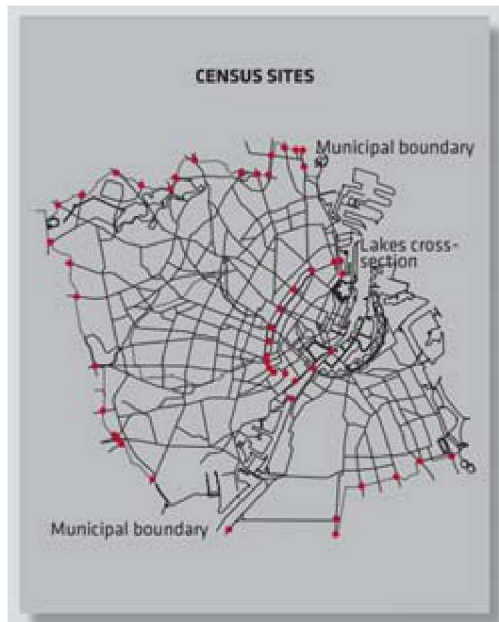 CENSUS SITES
Municipal boundary
Lakes cross-
section
Municipal boundary